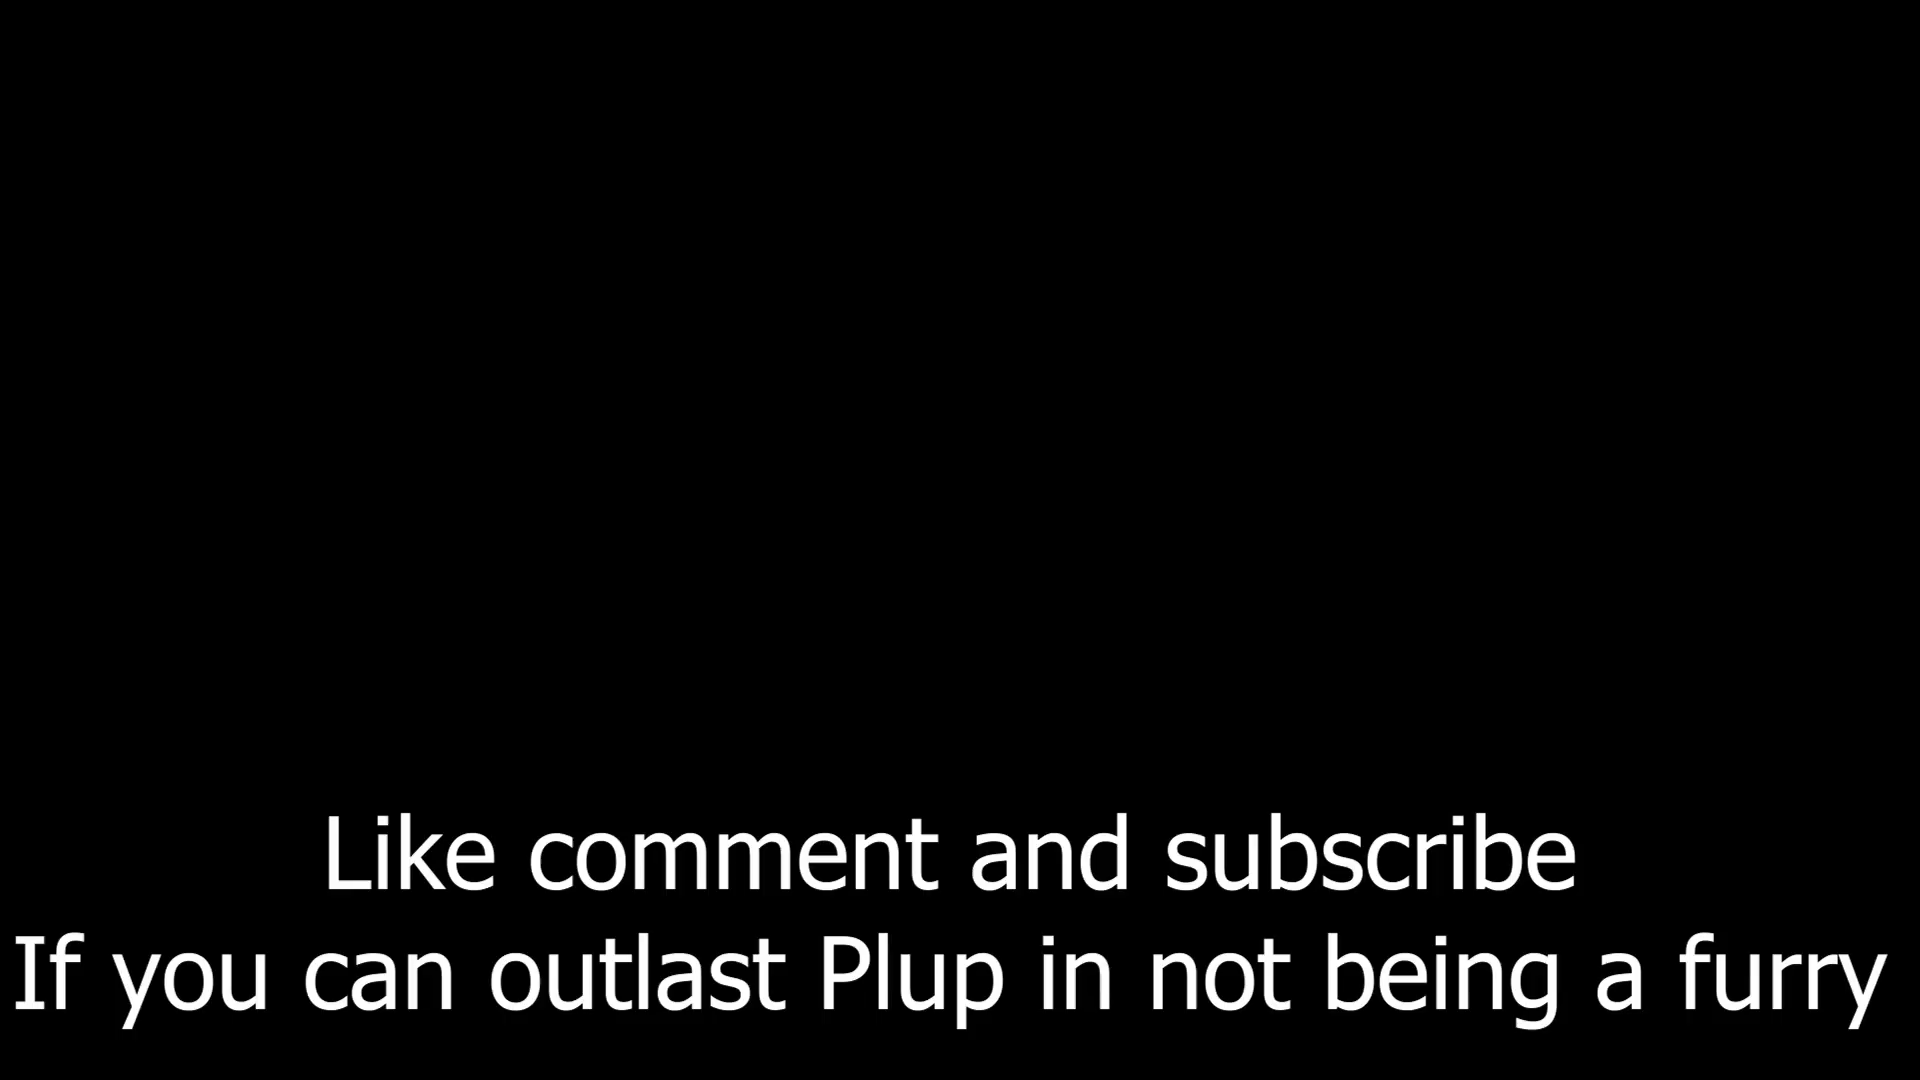 Like comment and subscribe
If you can outlast Plup in not being a furry